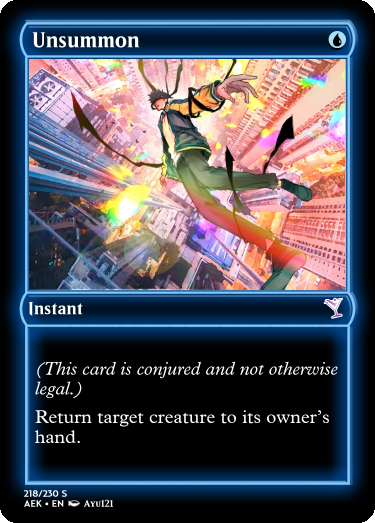 Unsummon
Instant
(This card is conjured and not otherwise
legal.)
Return target creature to its owner's
hand.
218/230 S
AEK • EN Ayu121